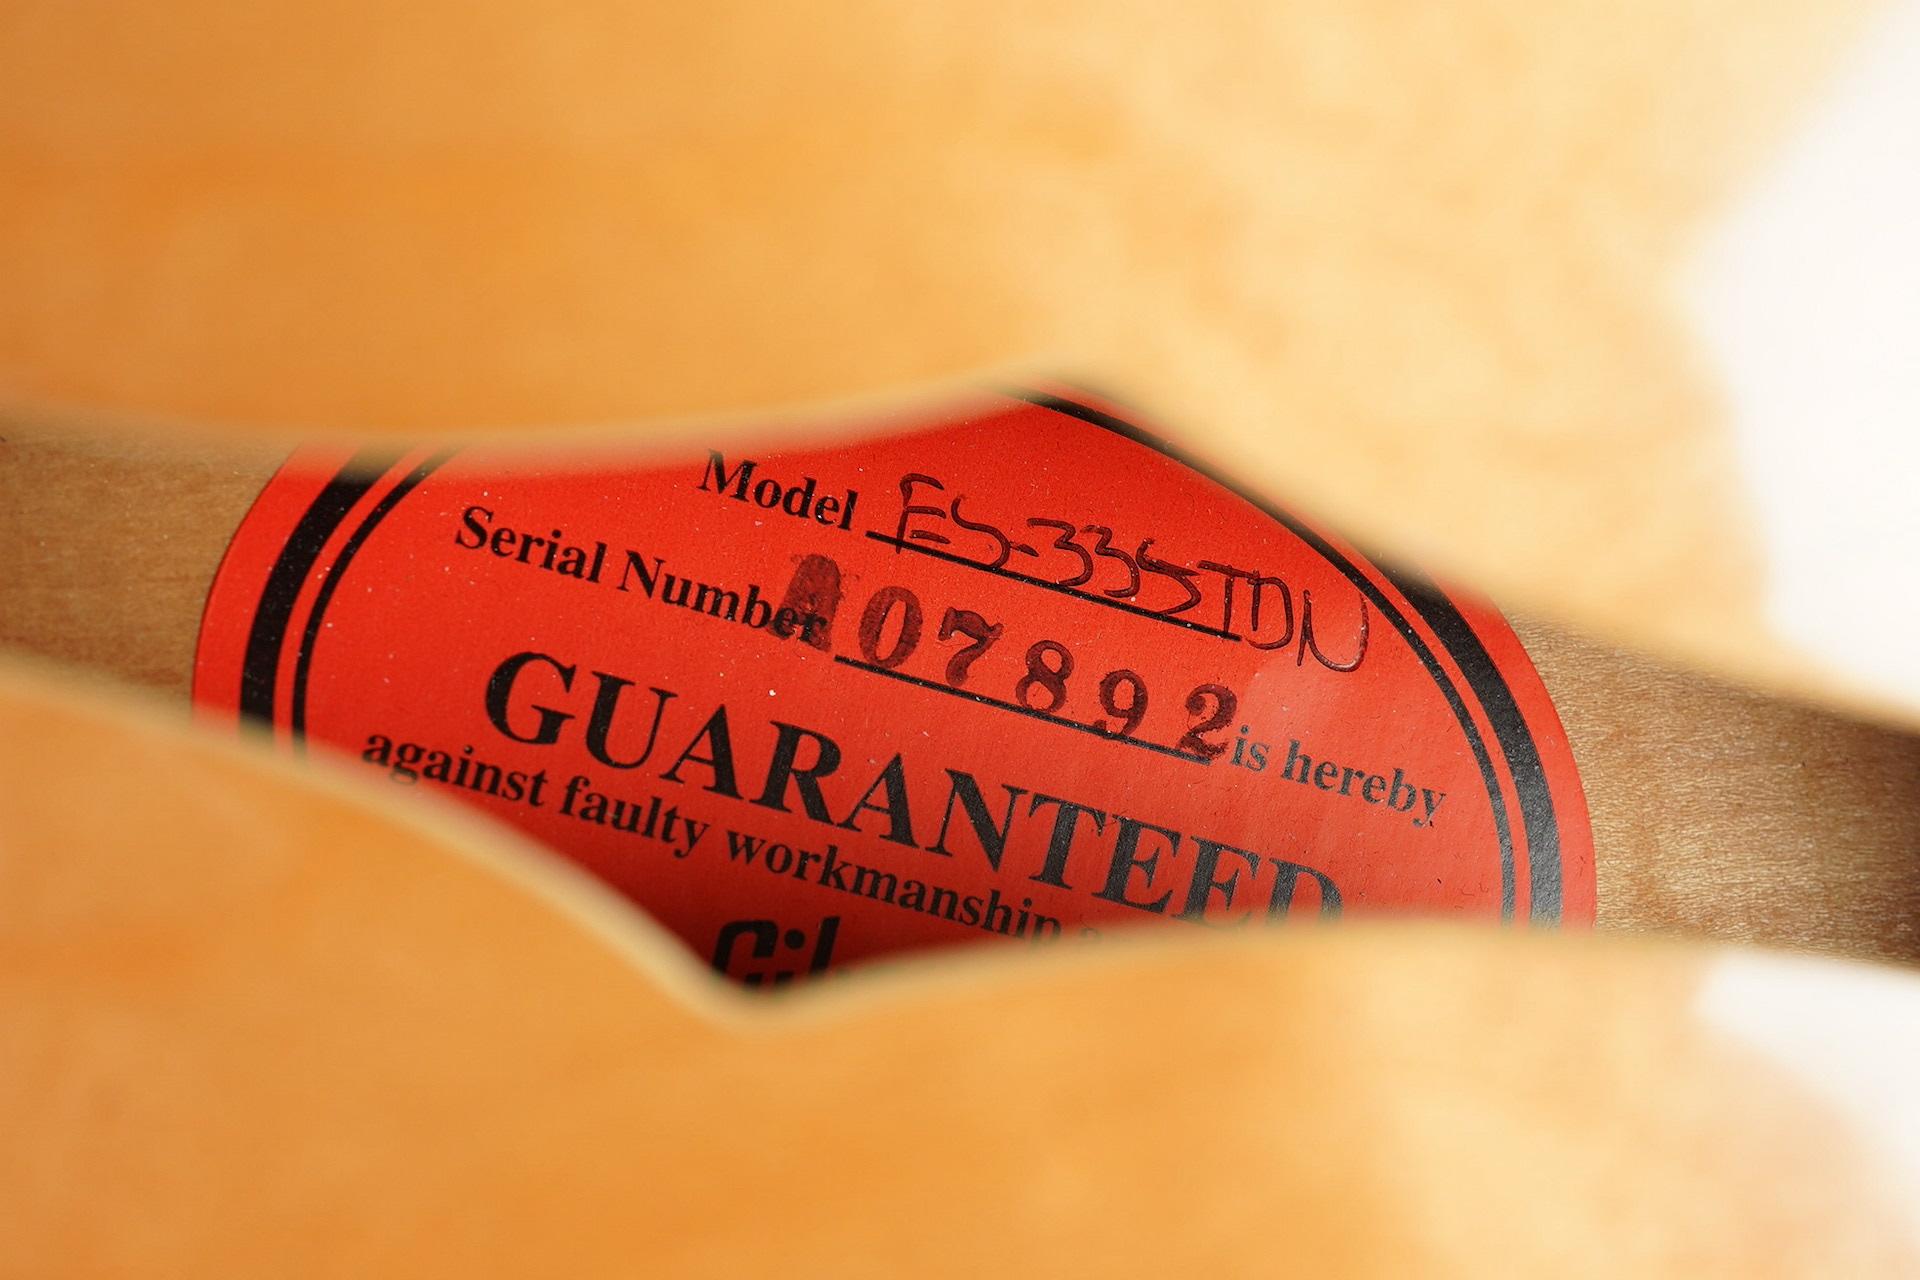 Model ES-335TDN
Serial Number A07892 is hereby
GUARANTEED
against faulty workmanship